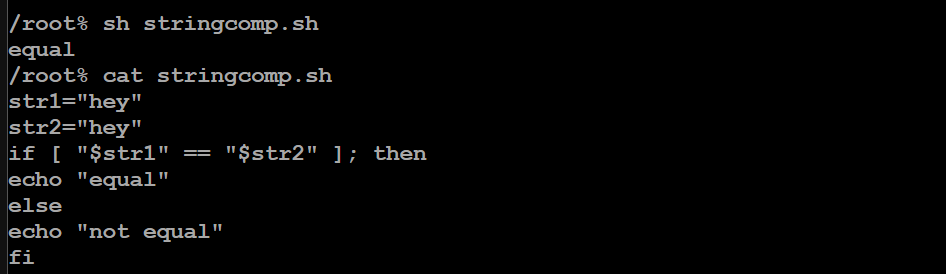 /root% sh stringcomp.sh
equal
/root% cat stringcomp.sh
str1="hey"
str2="hey"
if [ "$str1" == "$str2" ]; then
echo "equal"
else
echo "not equal"
fi